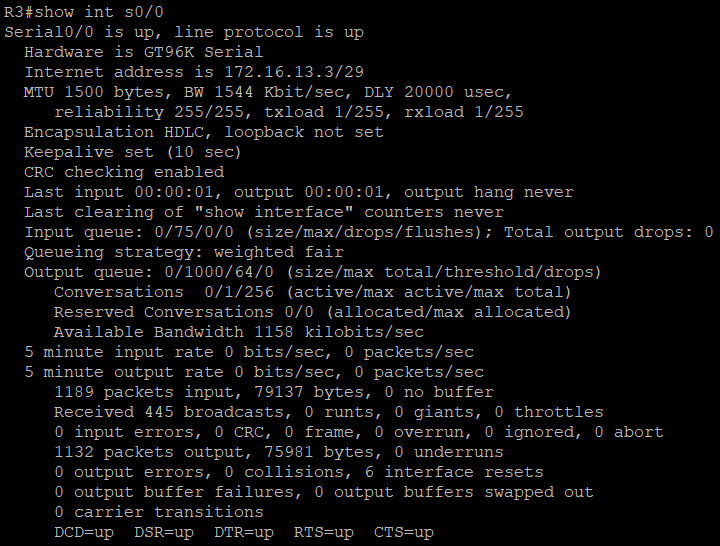 R3#show int s0/0
Serial0/0 is up, line protocol is up
Hardware is GT96K Serial
Internet address is 172.16.13.3/29
MTU 1500 bytes, BW 1544 Kbit/sec, DLY 20000 usec,
reliability 255/255, txload 1/255, rxload 1/255
Encapsulation HDLC, loopback not set
Keepalive set (10 sec)
CRC checking enabled
Last input 00:00:01, output 00:00:01, output hang never
Last clearing of "show interface" counters never
Input queue: 0/75/0/0 (size/max/drops/flushes); Total output drops: 0
Queueing strategy: weighted fair
Output queue: 0/1000/64/0 (size/max total/threshold/drops)
Conversations  0/1/256 (active/max active/max total)
Reserved Conversations 0/0 (allocated/max allocated)
Available Bandwidth 1158 kilobits/sec
5 minute input rate 0 bits/sec, 0 packets/sec
5 minute output rate 0 bits/sec, 0 packets/sec
1189 packets input, 79137 bytes, 0 no buffer
Received 445 broadcasts, 0 runts, 0 giants, 0 throttles
0 input errors, 0 CRC, 0 frame, 0 overrun, 0 ignored, 0 abort
1132 packets output, 75981 bytes, 0 underruns
0 output errors, 0 collisions, 6 interface resets
0 output buffer failures, 0 output buffers swapped out
0 carrier transitions
DCD=up  DSR=up  DTR=up  RTS=up  CTS=up